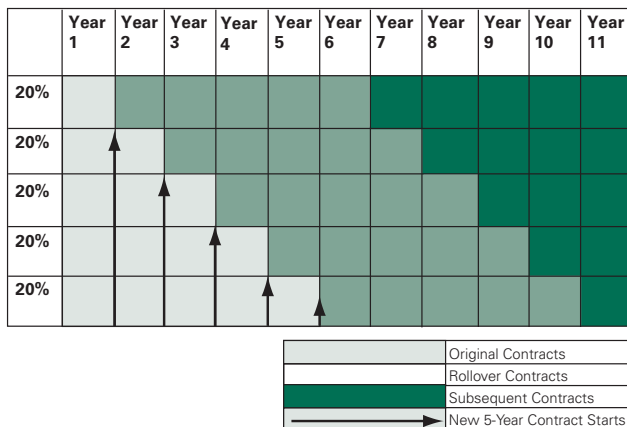 Year 1 Year 2 Year 3 Year 4 Year 5 Year 6 Year 7 Year 8 Year 9 Year 10 Year 11
20%
20%
20%
20%
20%
Original Contracts
Rollover Contracts
Subsequent Contracts
New 5-Year Contract Starts